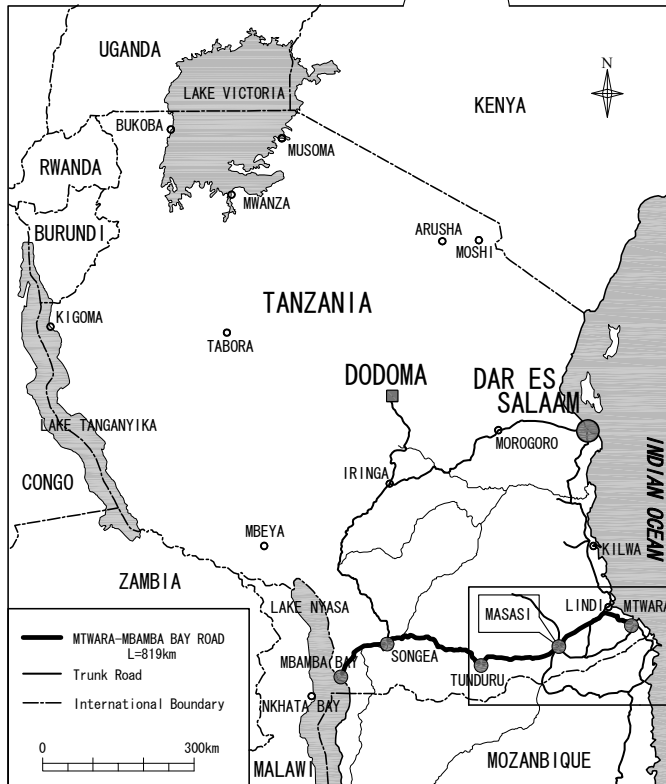 UGANDA
LAKE VICTORIA
KENYA
N
BUKOBA
MUSOMA
RWANDA
MWANZA
BURUNDI
ARUSHA
MOSHI
TANZANIA
KIGOMA
TABORA
DODOMA
DAR ES
SALAAM
LAKE TANGANYIKA
MOROGORO
INDIAN OCEAN
CONGO
IRINGA
MBEYA
KILWA
ZAMBIA
LAKE NYASA
LINDI
MTWARA
MASASI
MTWARA-MBAMBA BAY ROAD
L=819km
MBAMBA BAY
SONGEA
TUNDURU
Trunk Road
International Boundary
NKHATA BAY
0
300km
MALAWI
MOZANBIQUE